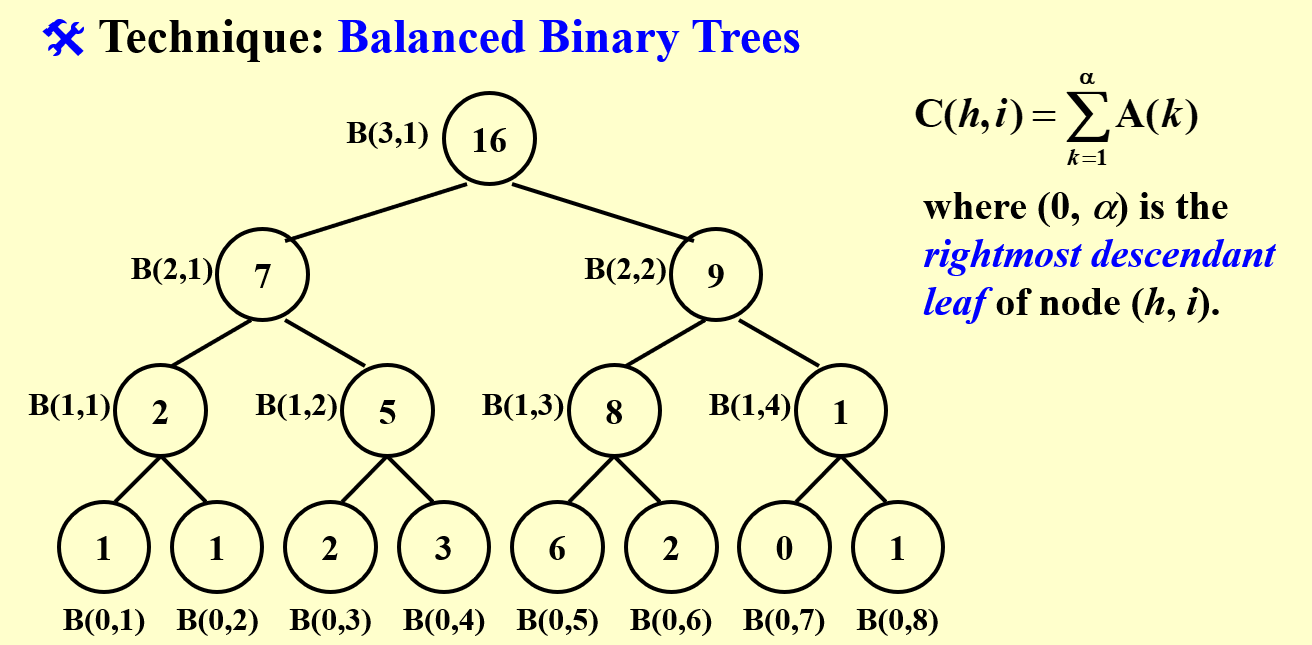 Technique: Balanced Binary Trees
B(3,1) 16
C(h, i) = ∑_{k=1}^{α} A(k)
where (0, α) is the
rightmost descendant
leaf of node (h, i).
B(2,1) 7 B(2,2) 9
B(1,1) 2 B(1,2) 5 B(1,3) 8 B(1,4) 1
1 1 2 3 6 2 0 1
B(0,1) B(0,2) B(0,3) B(0,4) B(0,5) B(0,6) B(0,7) B(0,8)